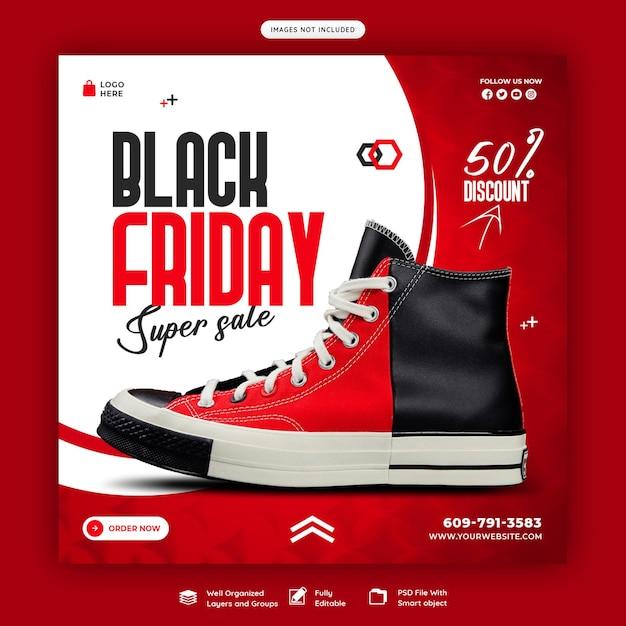 IMAGES NOT INCLUDED
LOGO
HERE
FOLLOW US NOW
BLACK
FRIDAY
Super sale
50%
DISCOUNT
ORDER NOW
609-791-3583
WWW.YOURWEBSITE.COM
Well Organized
Layers and Groups
Fully
Editable
PSD File With
Smart object